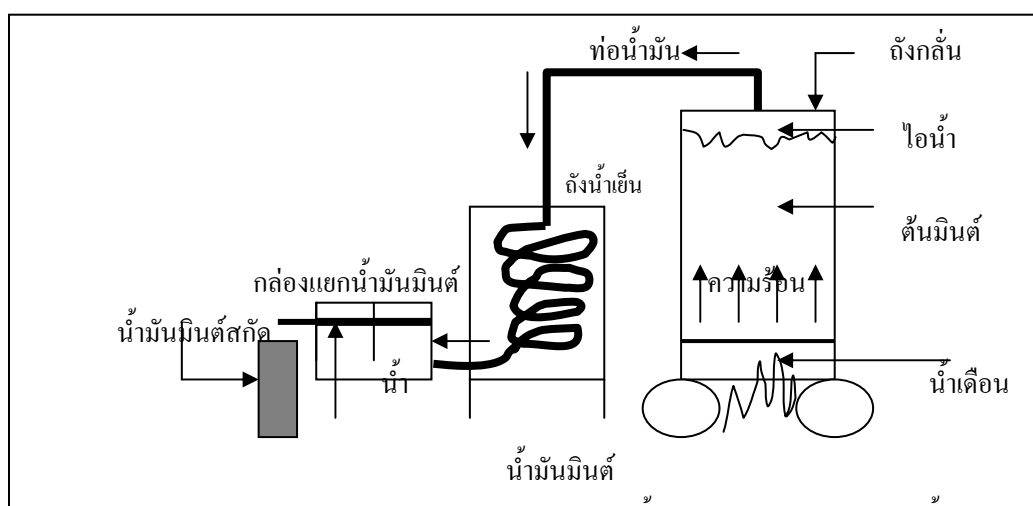 ท่อน้ำมัน
ถังกลั่น
ไอน้ำ
ถังน้ำเย็น
ต้นมินต์
กล่องแยกน้ำมันมินต์
ความร้อน
น้ำมันมินต์สกัด
น้ำ
น้ำเดือน
น้ำมันมินต์